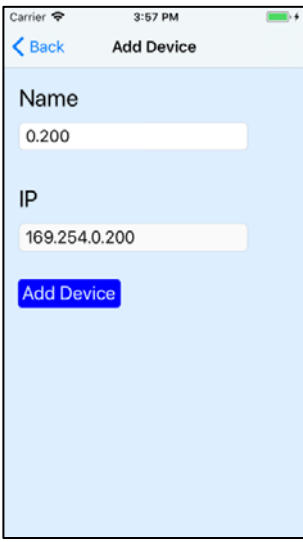 Carrier 3:57 PM
Back Add Device
Name
0.200
IP
169.254.0.200
Add Device